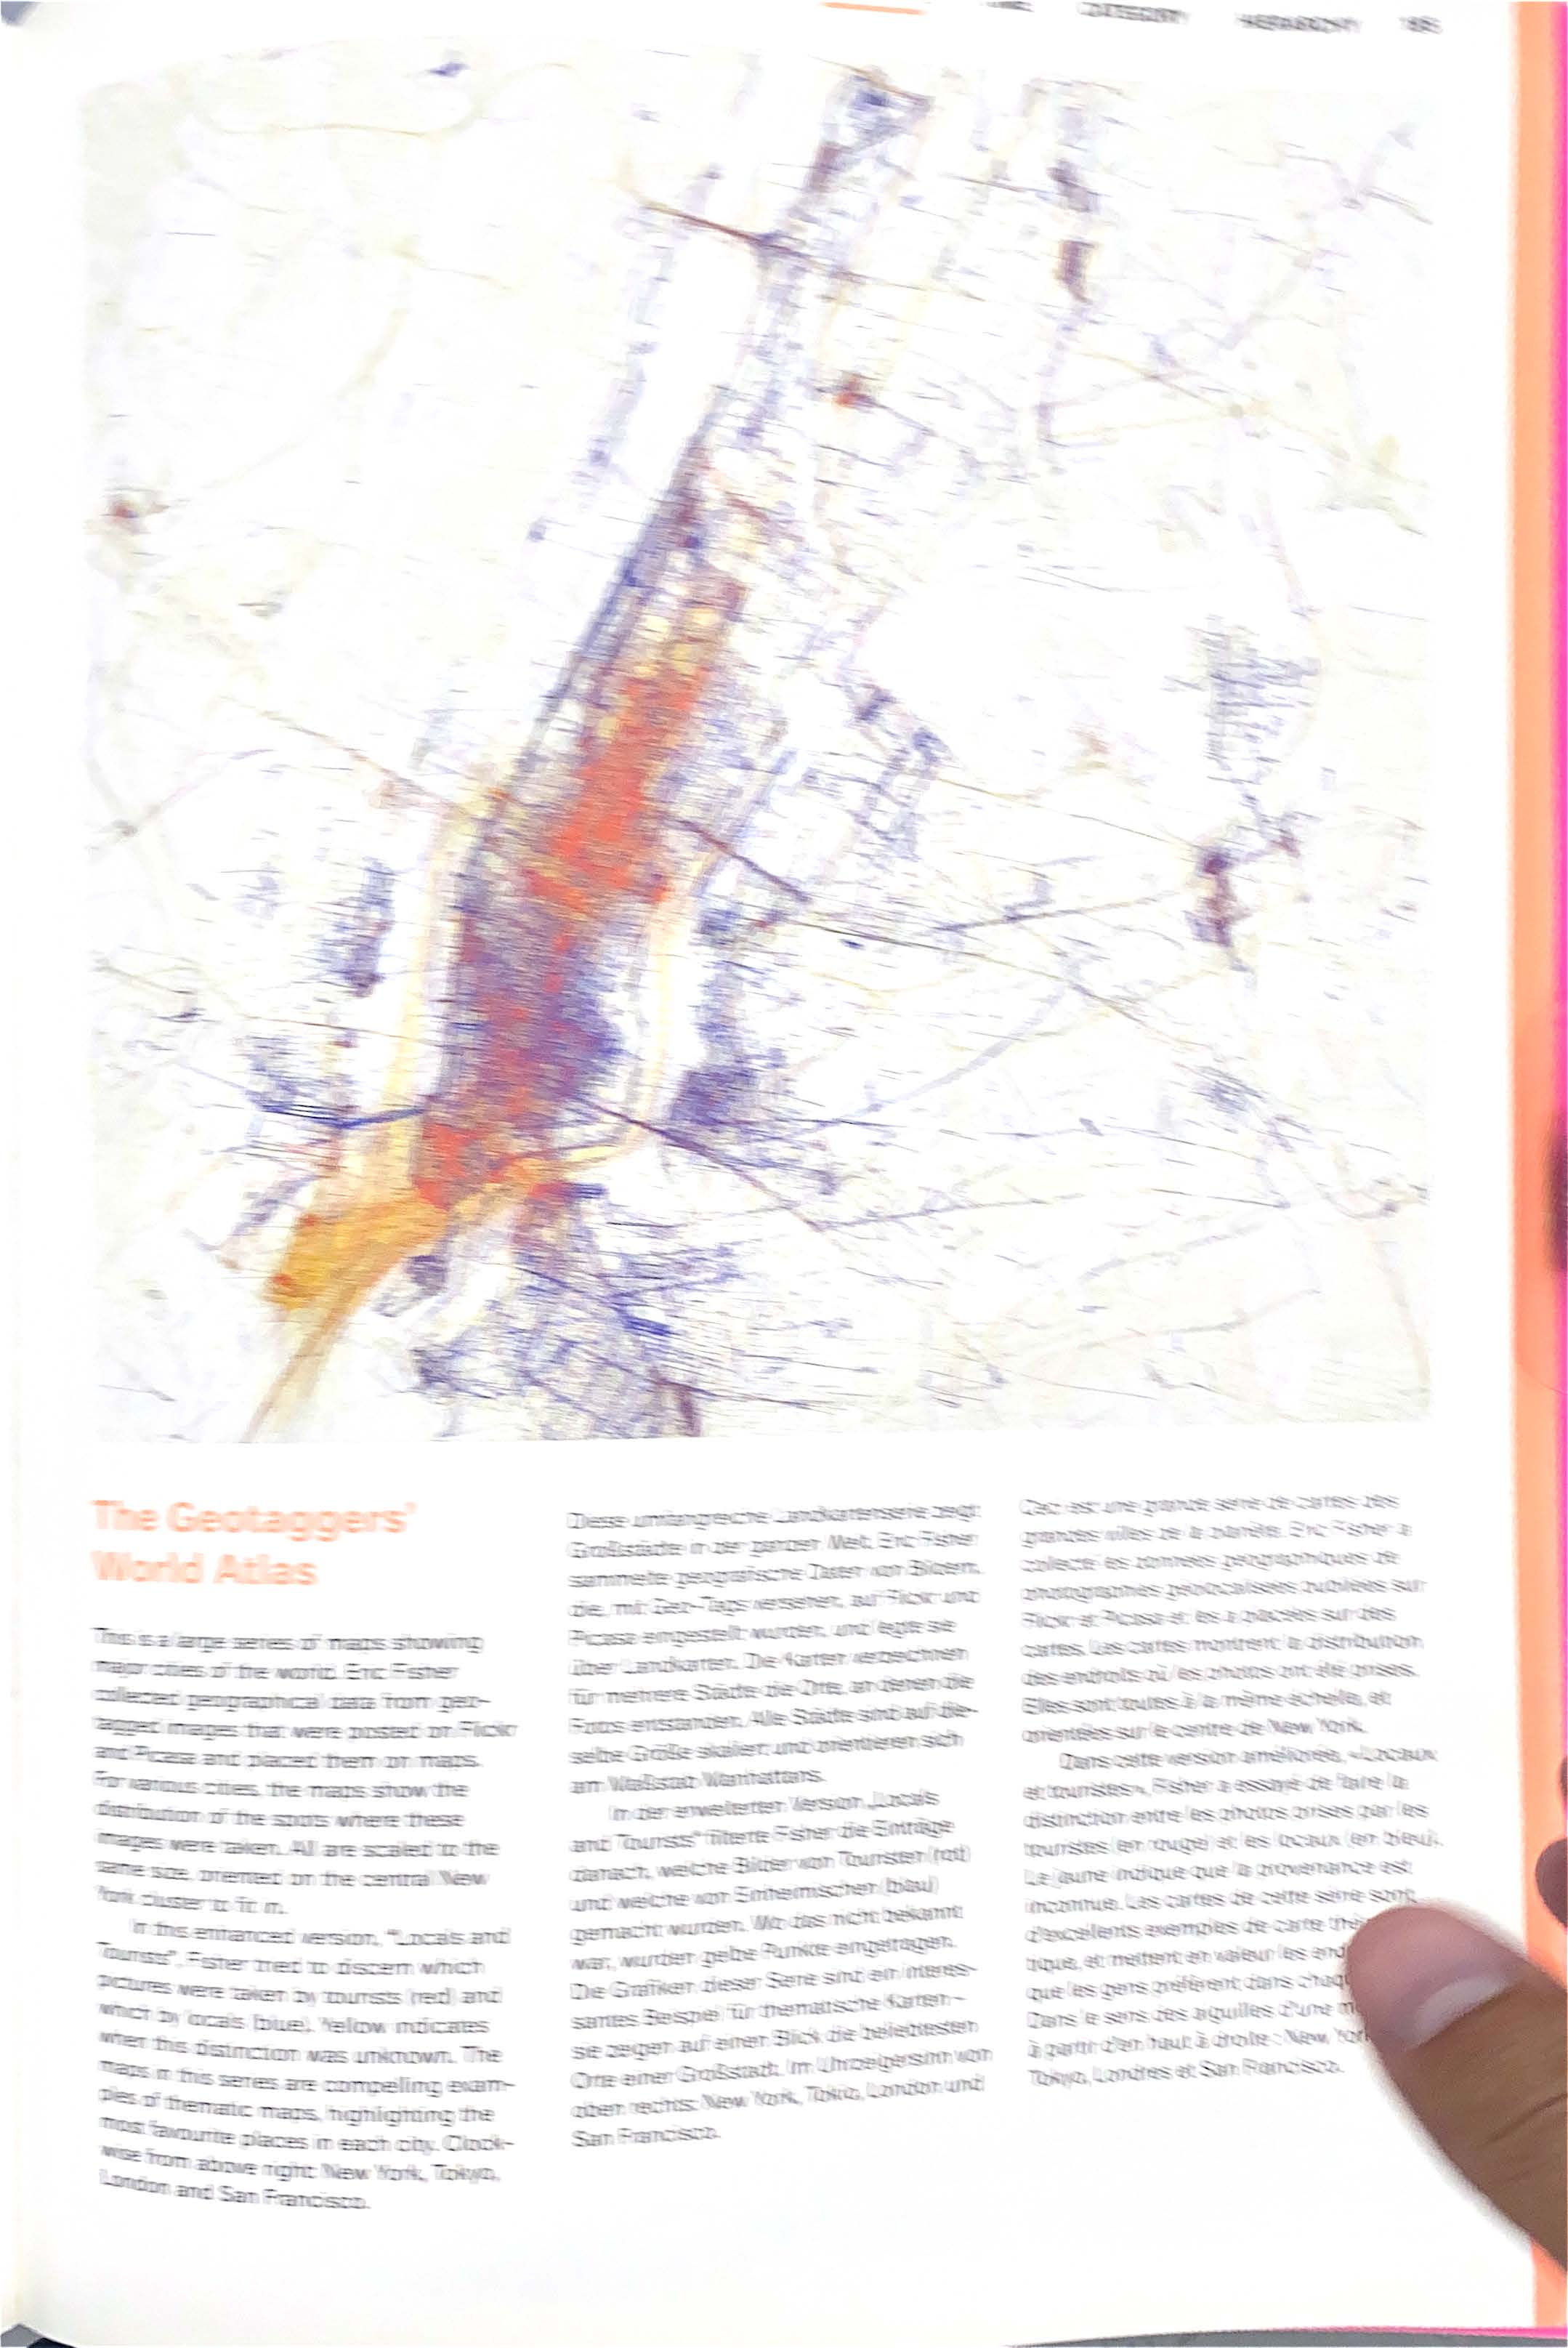 CATEGORY HIERARCHY
The Geotaggers'
World Atlas
This is a large series of maps showing
major cities of the world. Eric Fisher
collected geographical data from geo-
tagged images that were posted on Flickr
and Picasa and placed them on maps.
For various cities, the maps show the
distribution of the spots where these
images were taken. All are scaled to the
same size, oriented on the central New
York cluster to fit in.
In this enhanced version, "Locals and
Tourists", Fisher tried to discern which
pictures were taken by tourists (red) and
which by locals (blue). Yellow indicates
when this distinction was unknown. The
maps in this series are compelling exam-
ples of thematic maps, highlighting the
most favourite places in each city. Clock-
wise from above right: New York, Tokyo,
London and San Francisco.
Diese umfangreiche Landkartenserie zeigt
Großstädte in der ganzen Welt. Eric Fisher
sammelte geografische Daten von Bildern,
die, mit Geo-Tags versehen, auf Flickr und
Picasa eingestellt wurden, und legte sie
über Landkarten. Die Karten verzeichnen
für mehrere Städte die Orte, an denen die
Fotos entstanden. Alle Städte sind auf die-
selbe Größe skaliert und orientieren sich
am Maßstab Manhattans.
In der erweiterten Version „Locals
and Tourists" filterte Fisher die Einträge
danach, welche Bilder von Touristen (rot)
und welche von Einheimischen (blau)
gemacht wurden. Wo das nicht bekannt
war, wurden gelbe Punkte eingetragen.
Die Grafiken dieser Serie sind ein interes-
santes Beispiel für thematische Karten –
sie zeigen auf einen Blick die beliebtesten
Orte einer Großstadt. Im Uhrzeigersinn von
oben rechts: New York, Tokio, London und
San Francisco.
Ceci est une grande série de cartes des
grandes villes de la planète. Eric Fisher a
collecté les données géographiques de
photographies géolocalisées publiées sur
Flickr et Picasa et les a placées sur des
cartes. Les cartes montrent la distribution
des endroits où les photos ont été prises.
Elles sont toutes à la même échelle, et
orientées sur le centre de New York.
Dans cette version améliorée, «Locaux
et touristes», Fisher a essayé de faire la
distinction entre les photos prises par les
touristes (en rouge) et les locaux (en bleu).
Le jaune indique que la provenance est
inconnue. Les cartes de cette série sont
d'excellents exemples de carte thé
tique, et mettent en valeur les end
que les gens préfèrent dans chaq
Dans le sens des aiguilles d'une m
à partir d'en haut à droite : New York
Tokyo, Londres et San Francisco.